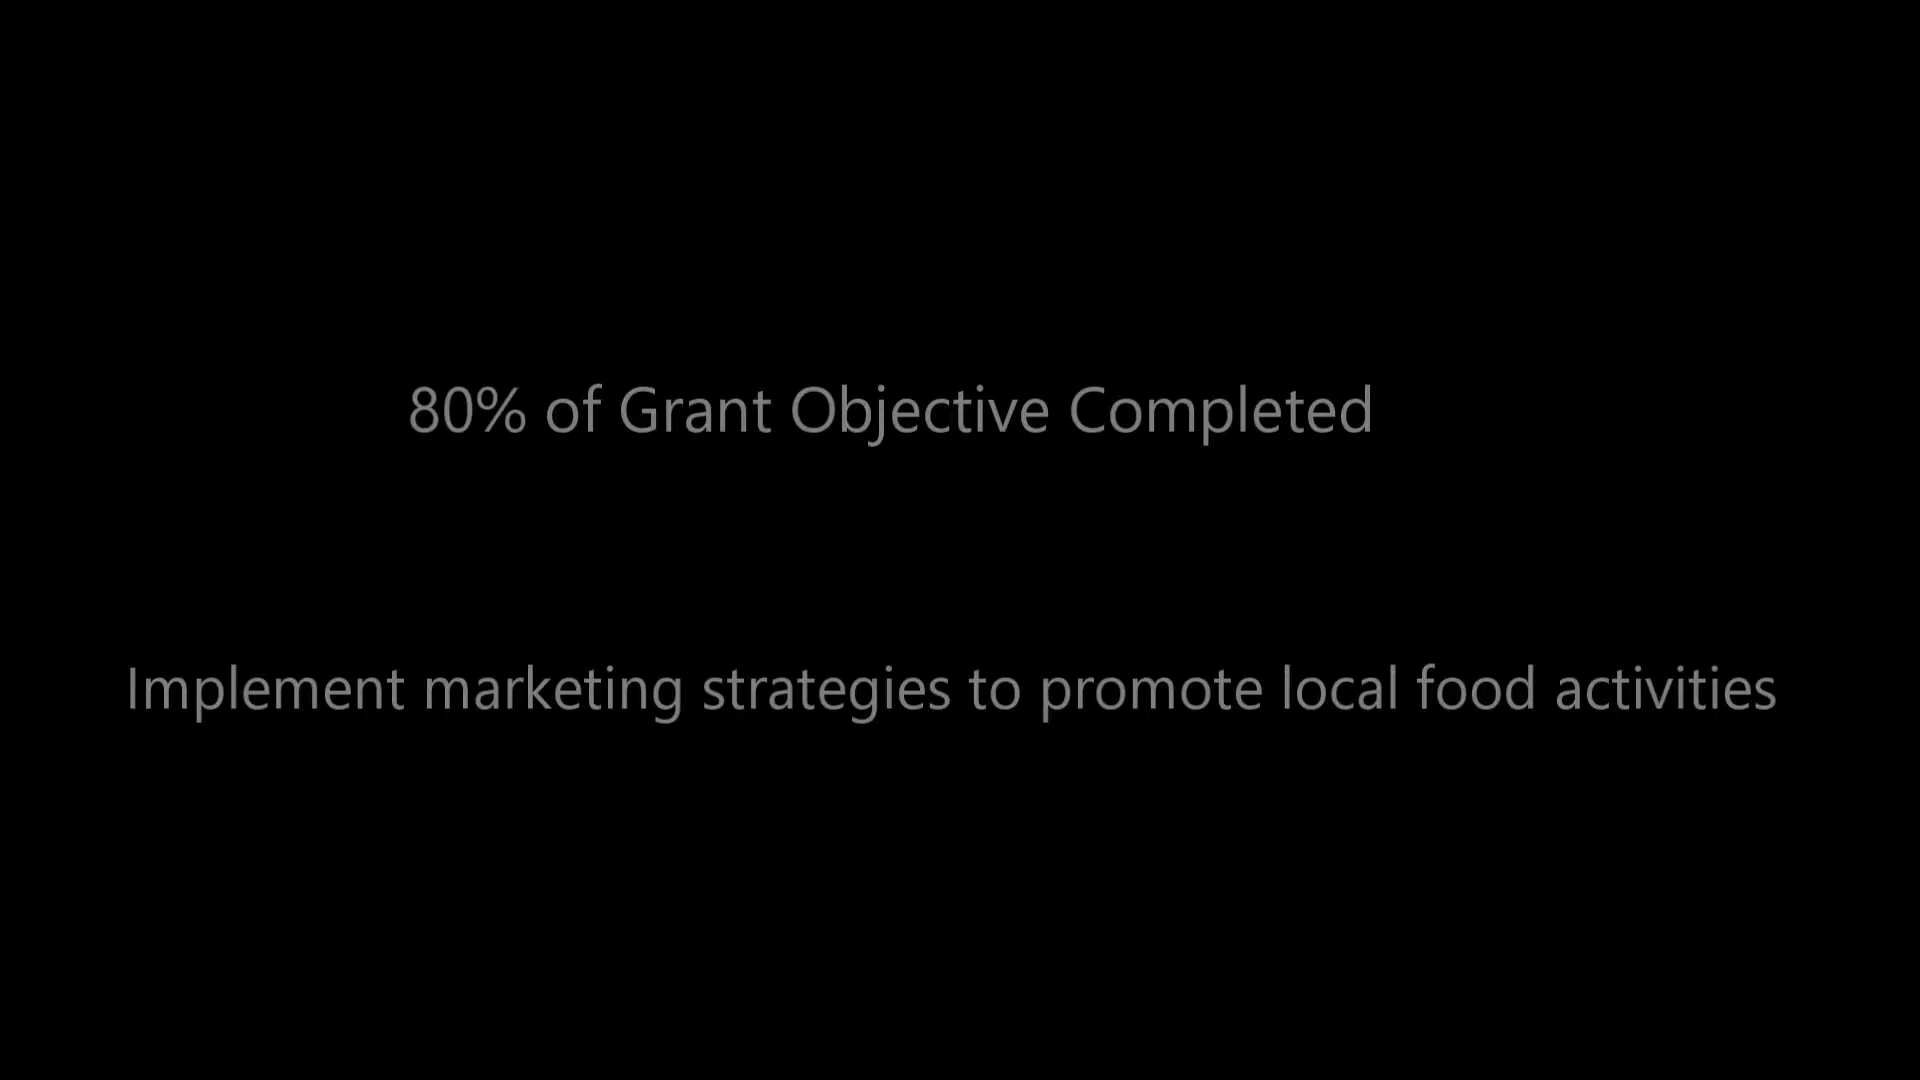 80% of Grant Objective Completed
Implement marketing strategies to promote local food activities